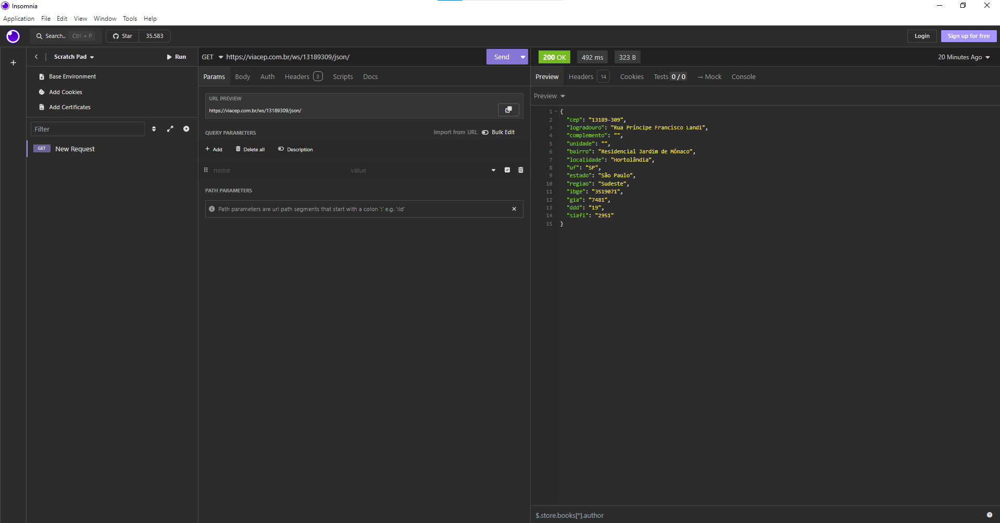 Insomnia
Application File Edit View Window Tools Help
Search.. Ctrl + P Star 35.583 Login Sign up for free
Scratch Pad Run
Base Environment
Add Cookies
Add Certificates
Filter
GET New Request
GET https://viacep.com.br/ws/13189309/json/ Send
Params Body Auth Headers 3 Scripts Docs
URL PREVIEW
https://viacep.com.br/ws/13189309/json/
QUERY PARAMETERS Import from URL Bulk Edit
+ Add Delete all Description
name value
PATH PARAMETERS
Path parameters are url path segments that start with a colon ':' e.g. ':id'
200 OK 492 ms 323 B 20 Minutes Ago
Preview Headers 14 Cookies Tests 0 / 0 → Mock Console
Preview
1 {
2 "cep": "13189-309",
3 "logradouro": "Rua Príncipe Francisco Landi",
4 "complemento": "",
5 "unidade": "",
6 "bairro": "Residencial Jardim de Mônaco",
7 "localidade": "Hortolândia",
8 "uf": "SP",
9 "estado": "São Paulo",
10 "regiao": "Sudeste",
11 "ibge": "3519071",
12 "gia": "7481",
13 "ddd": "19",
14 "siafi": "2951"
15 }
$.store.books[*].author